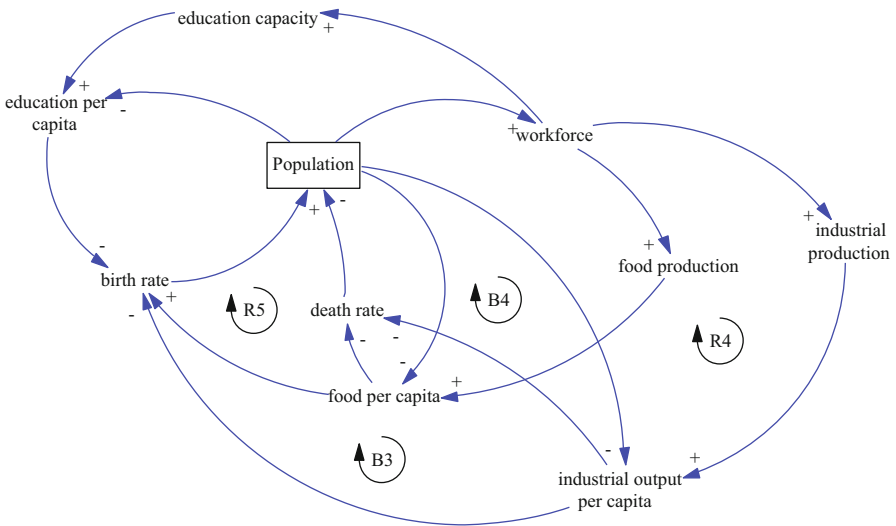 education capacity
+
+
education per
capita
-
+
workforce
Population
+
-
+
industrial
production
+
food production
-
birth rate
+
-
R5
death rate
B4
R4
-
-
-
+
food per capita
B3
-
+
industrial output
per capita